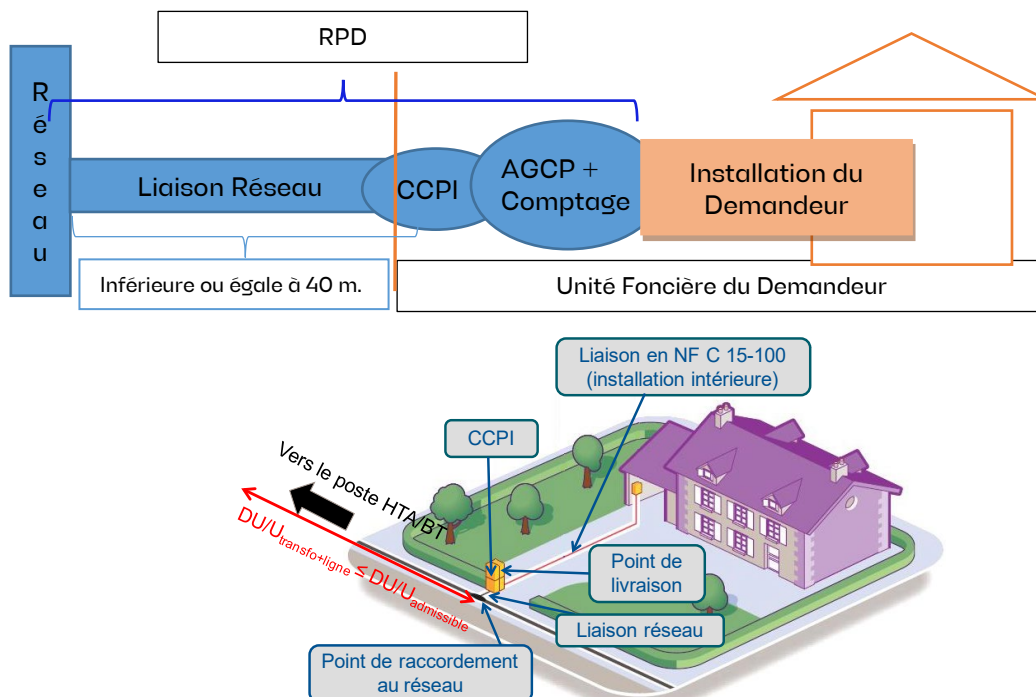 RPD
Réseau
Liaison Réseau
CCPI
AGCP +
Comptage
Installation du
Demandeur
Inférieure ou égale à 40 m.
Unité Foncière du Demandeur
Liaison en NF C 15-100
(installation intérieure)
CCPI
Vers le poste HTA/BT
DU/Utransfo+ligne ≤ DU/Uadmissible
Point de
livraison
Liaison réseau
Point de raccordement
au réseau